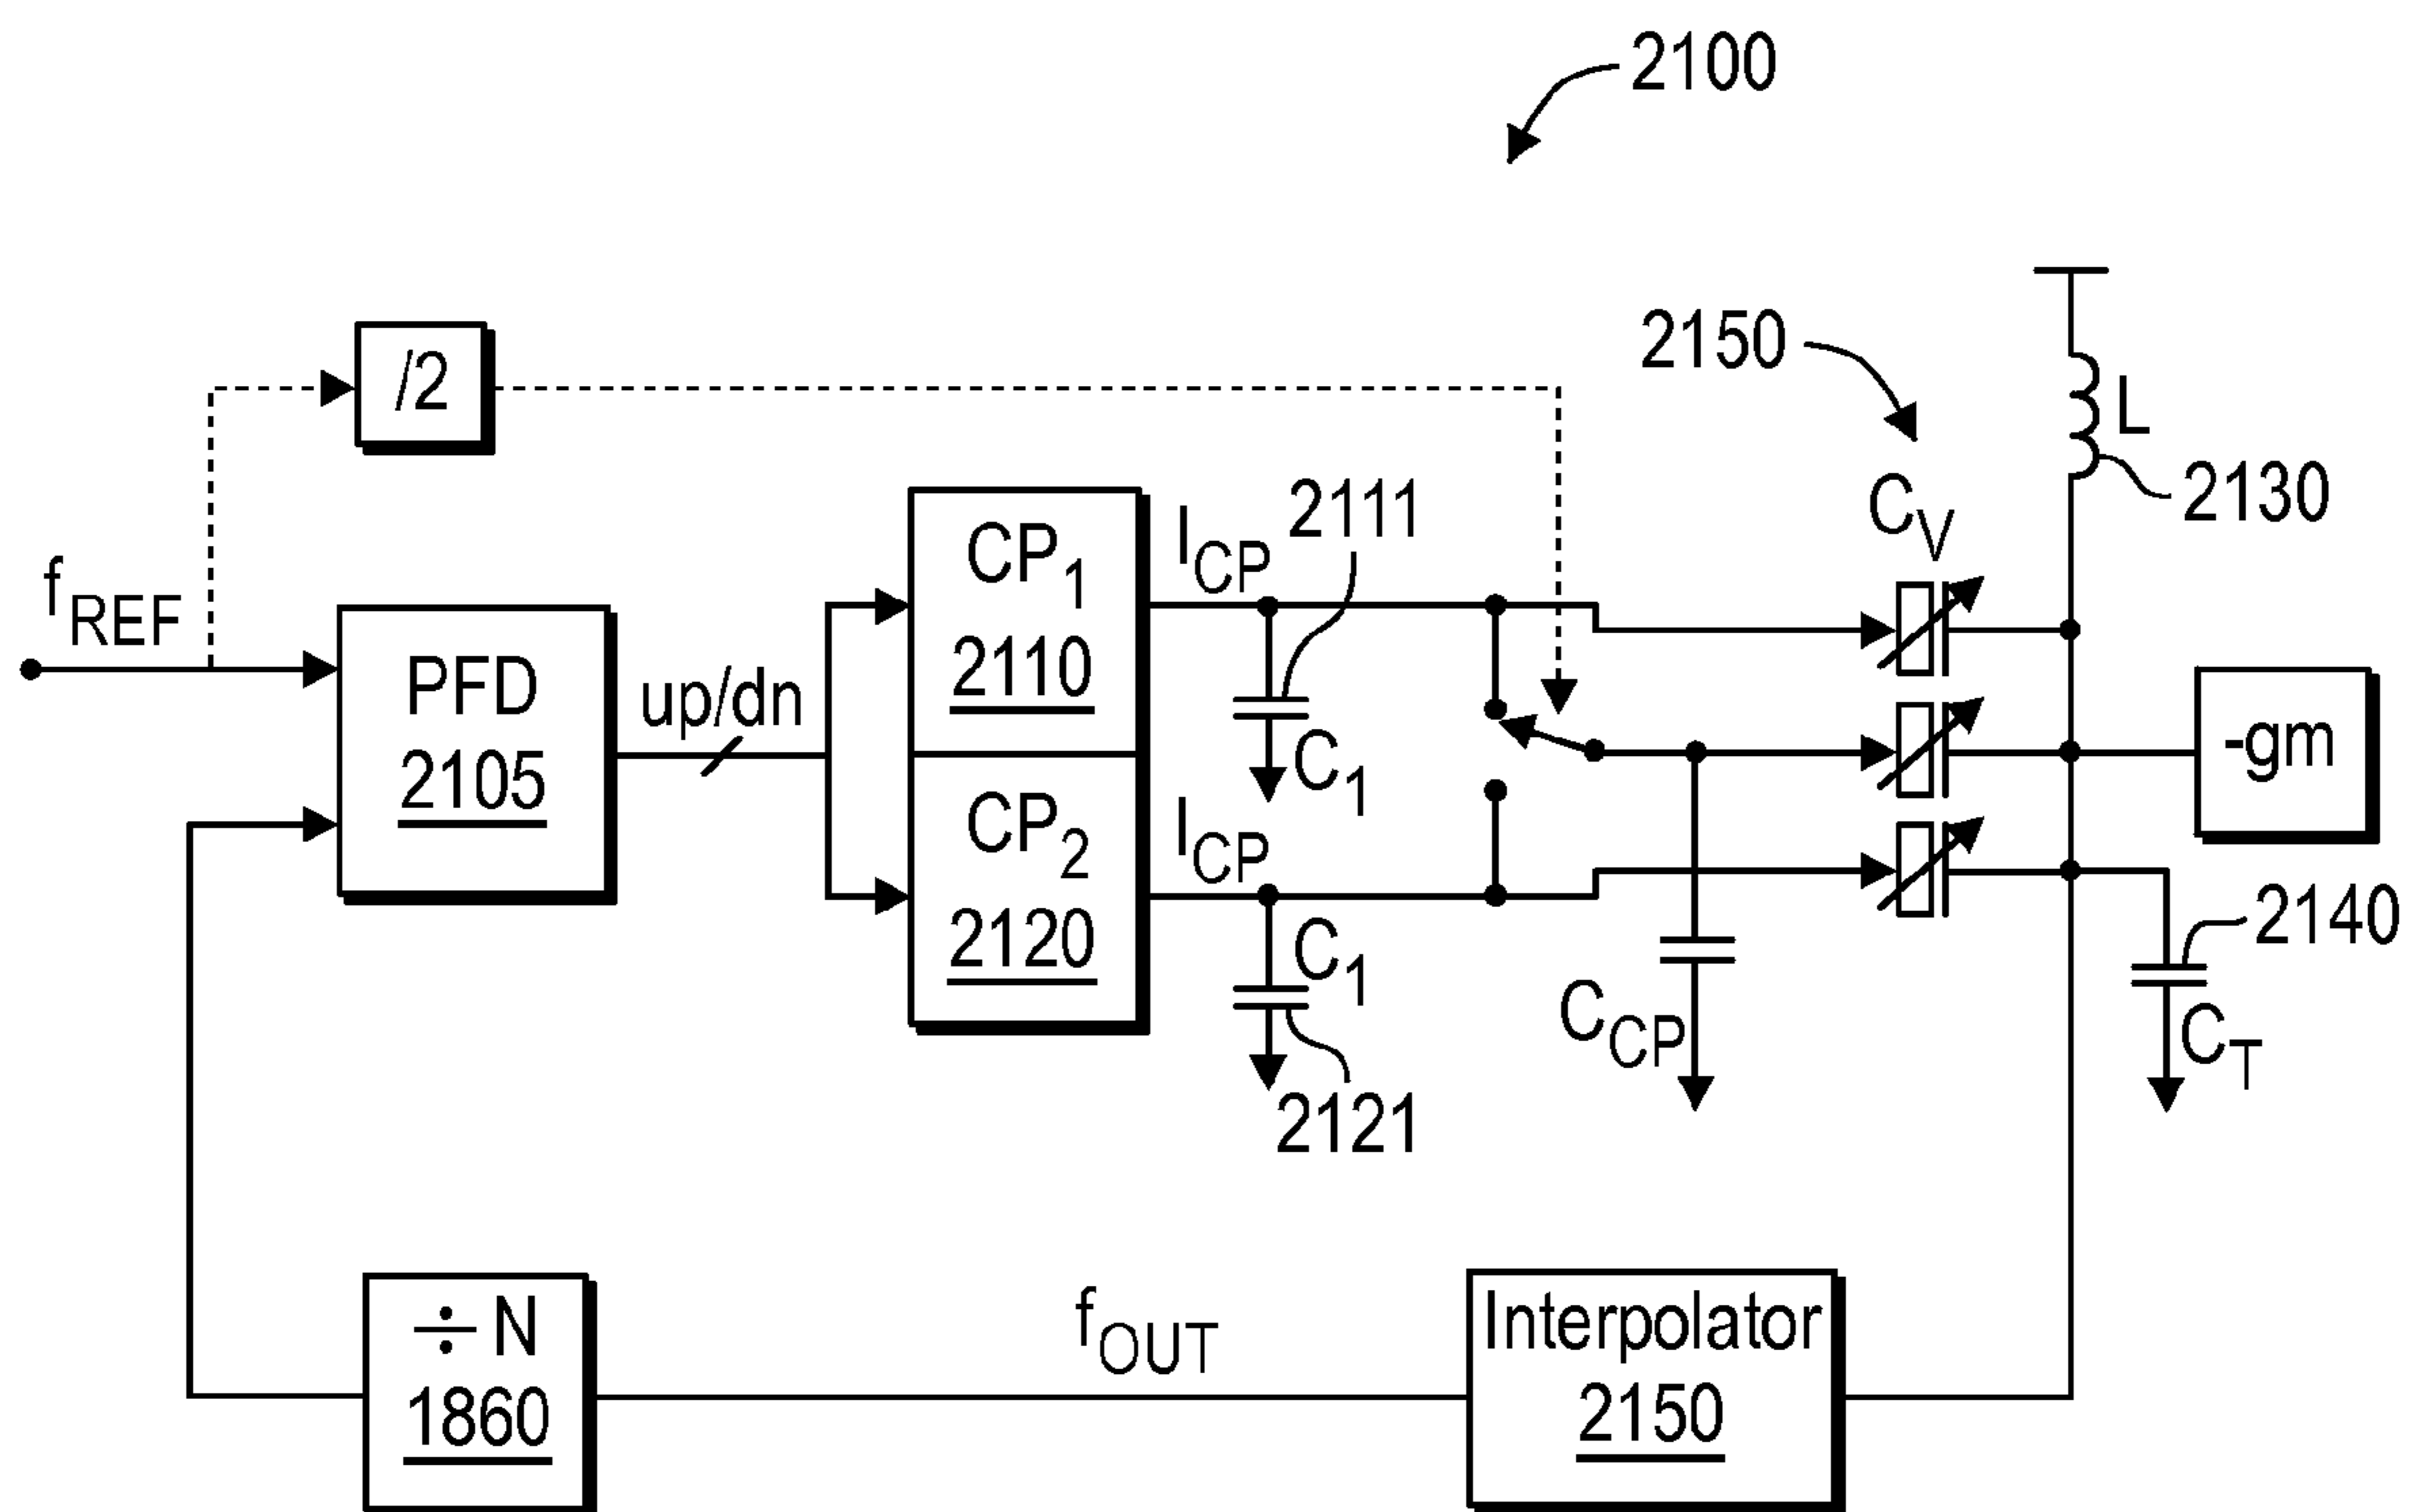 2100
2150
/2
L
2130
C_V
2111
I_CP
CP_1
2110
f_REF
PFD
2105
up/dn
C_1
-gm
CP_2
2120
I_CP
C_1
2121
C_CP
2140
C_T
÷ N
1860
f_OUT
Interpolator
2150